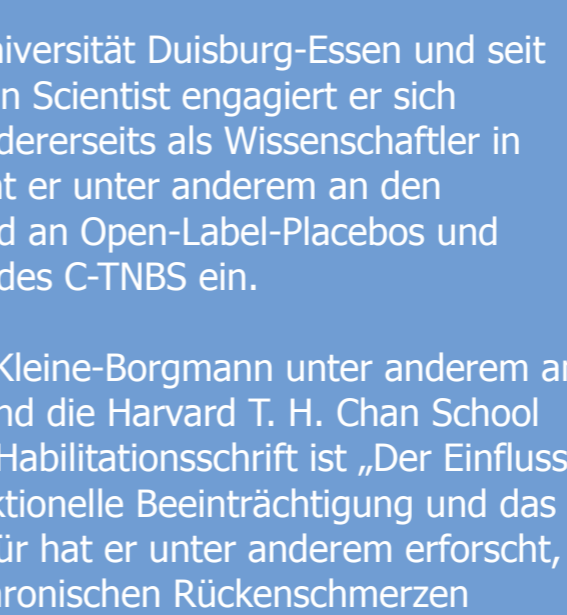 niversität Duisburg-Essen und seit
n Scientist engagiert er sich
dererseits als Wissenschaftler in
at er unter anderem an den
d an Open-Label-Placebos und
des C-TNBS ein.
Kleine-Borgmann unter anderem an
nd die Harvard T. H. Chan School
Habilitationsschrift ist „Der Einfluss
ktionelle Beeinträchtigung und das
ür hat er unter anderem erforscht,
hronischen Rückenschmerzen